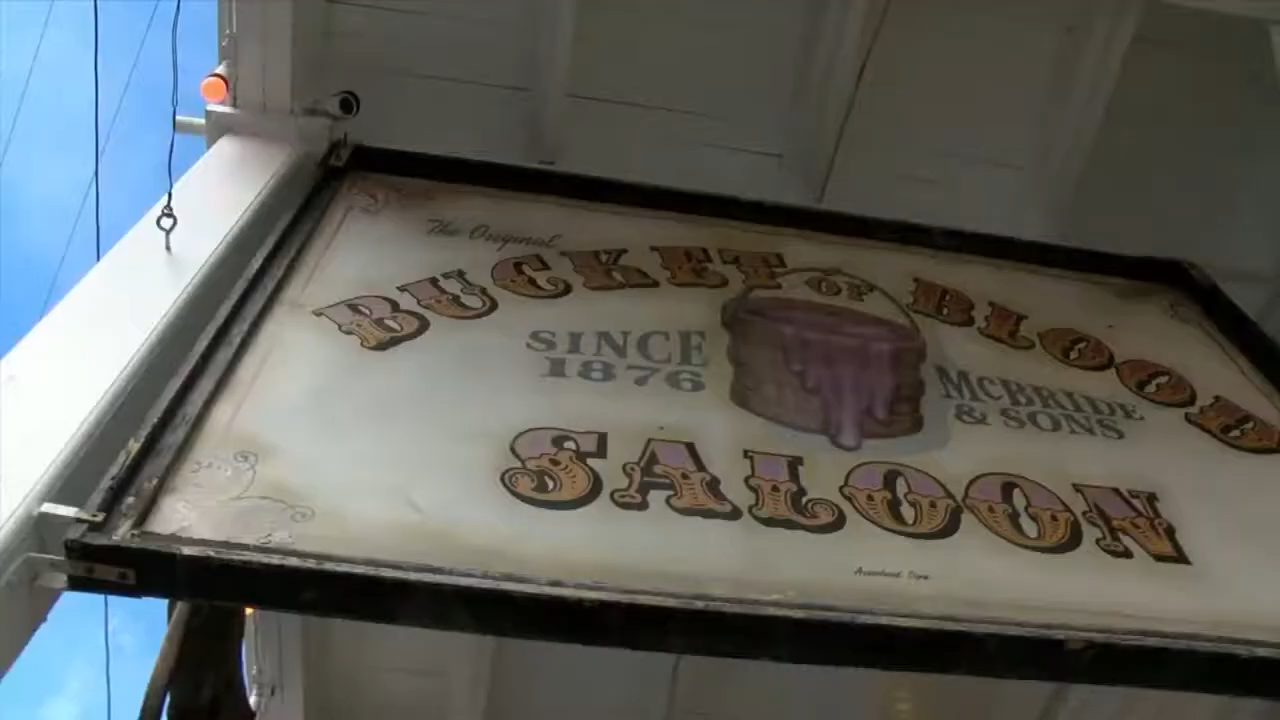 The Original
BUCKET OF BLOOD
SINCE
1876
McBRIDE
& SONS
SALOON